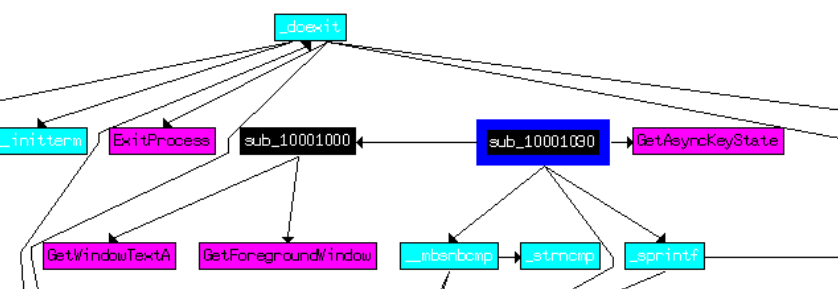 _doexit
_initterm
ExitProcess
sub_10001000
sub_10001030
GetAsyncKeyState
GetWindowTextA
GetForegroundWindow
__mbsnbcmp
_strncmp
_sprintf